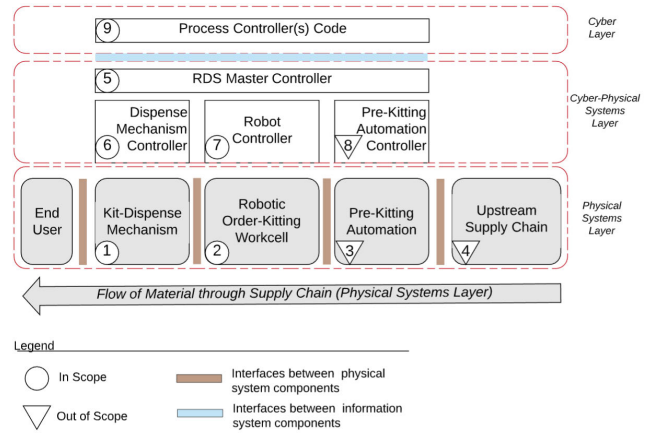 9
Process Controller(s) Code
Cyber
Layer
5
RDS Master Controller
Dispense
Mechanism
Controller
6
Robot
Controller
7
Pre-Kitting
Automation
Controller
8
Cyber-Physical
Systems
Layer
End
User
Kit-Dispense
Mechanism
1
Robotic
Order-Kitting
Workcell
2
Pre-Kitting
Automation
3
Upstream
Supply Chain
4
Physical
Systems
Layer
Flow of Material through Supply Chain (Physical Systems Layer)
Legend
In Scope
Interfaces between physical
system components
Out of Scope
Interfaces between information
system components